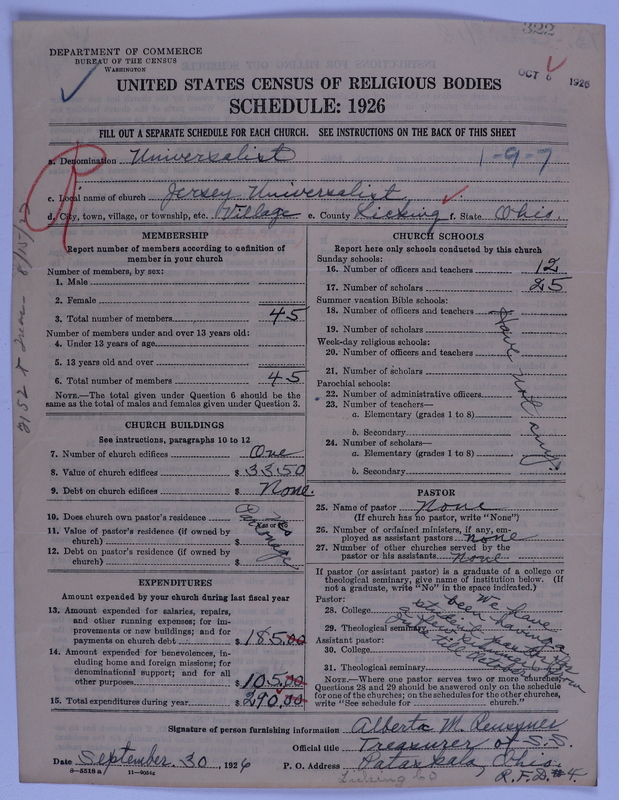 DEPARTMENT OF COMMERCE
BUREAU OF THE CENSUS
WASHINGTON
OCT 6 1926
UNITED STATES CENSUS OF RELIGIOUS BODIES
SCHEDULE: 1926
FILL OUT A SEPARATE SCHEDULE FOR EACH CHURCH. SEE INSTRUCTIONS ON THE BACK OF THIS SHEET
a. Denomination Universalist 1-9-7
c. Local name of church Jersey Universalist
d. City, town, village, or township, etc. Village e. County Licking f. State Ohio.
MEMBERSHIP
Report number of members according to definition of
member in your church
Number of members, by sex:
1. Male
2. Female
3. Total number of members 45
Number of members under and over 13 years old:
4. Under 13 years of age
5. 13 years old and over
6. Total number of members 45
NOTE.—The total given under Question 6 should be
same as the total of males and females given under Question 3.
CHURCH BUILDINGS
See instructions, paragraphs 10 to 12
7. Number of church edifices One
8. Value of church edifices $ 3350
9. Debt on church edifices $ None.
10. Does church own pastor's residence
11. Value of pastor's residence (if owned by
church) $
12. Debt on pastor's residence (if owned by
church) $
EXPENDITURES
Amount expended by your church during last fiscal year
13. Amount expended for salaries, repairs,
and other running expenses; for im-
provements or new buildings; and for
payments on church debt $ 185.00
14. Amount expended for benevolences, in-
cluding home and foreign missions; for
denominational support; and for all
other purposes $ 105.00
15. Total expenditures during year $ 290.00
CHURCH SCHOOLS
Report here only schools conducted by this church
Sunday schools:
16. Number of officers and teachers 12
17. Number of scholars 25
Summer vacation Bible schools:
18. Number of officers and teachers
19. Number of scholars
Week-day religious schools:
20. Number of officers and teachers
21. Number of scholars
Parochial schools:
22. Number of administrative officers
23. Number of teachers—
a. Elementary (grades 1 to 8)
b. Secondary
24. Number of scholars—
a. Elementary (grades 1 to 8)
b. Secondary
Have not any.
PASTOR
25. Name of pastor None
(If church has no pastor, write "None")
26. Number of ordained ministers, if any, em-
ployed as assistant pastors none
27. Number of other churches served by the
pastor or his assistants None
If pastor (or assistant pastor) is a graduate of a college or
theological seminary, give name of institution below. (If
not a graduate, write "No" in the space indicated.)
Pastor:
28. College
29. Theological seminary
Assistant pastor:
30. College
31. Theological seminary
We have
been having a
NOTE.—Where one pastor serves two or more churches,
Questions 28 and 29 should be answered only on the schedule
for one of the churches; on the schedules for the other churches,
write "See schedule for church."
Signature of person furnishing information Alberta M.
Official title Treasurer of S.S.
Date September 30, 1926 P. O. Address Pataskala, Ohio.
R.F.D. #4.
8-5518 a 11-9034
Licking Co